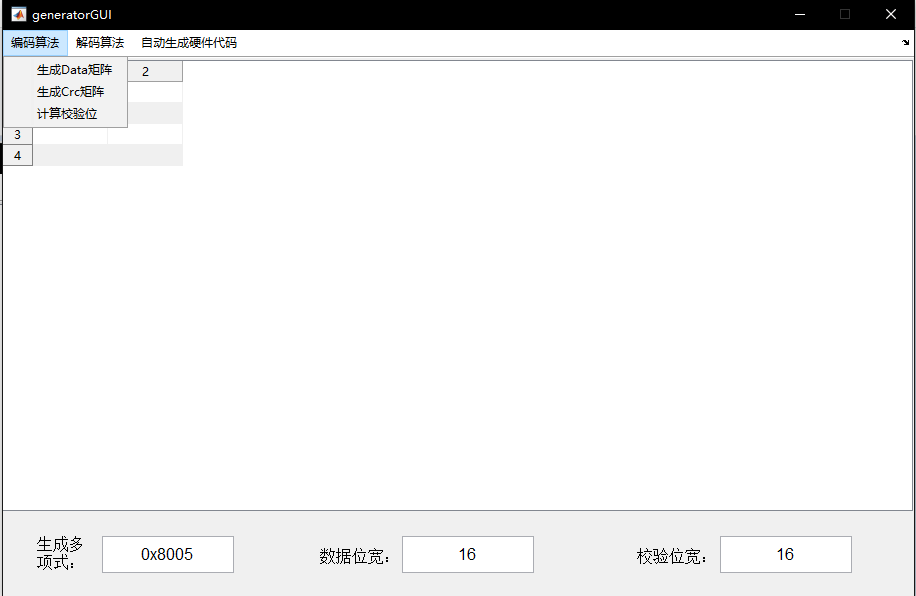 generatorGUI
编码算法 解码算法 自动生成硬件代码
生成Data矩阵
2
生成Crc矩阵
计算校验位
3
4
生成多
项式：
0x8005
数据位宽：
16
校验位宽：
16